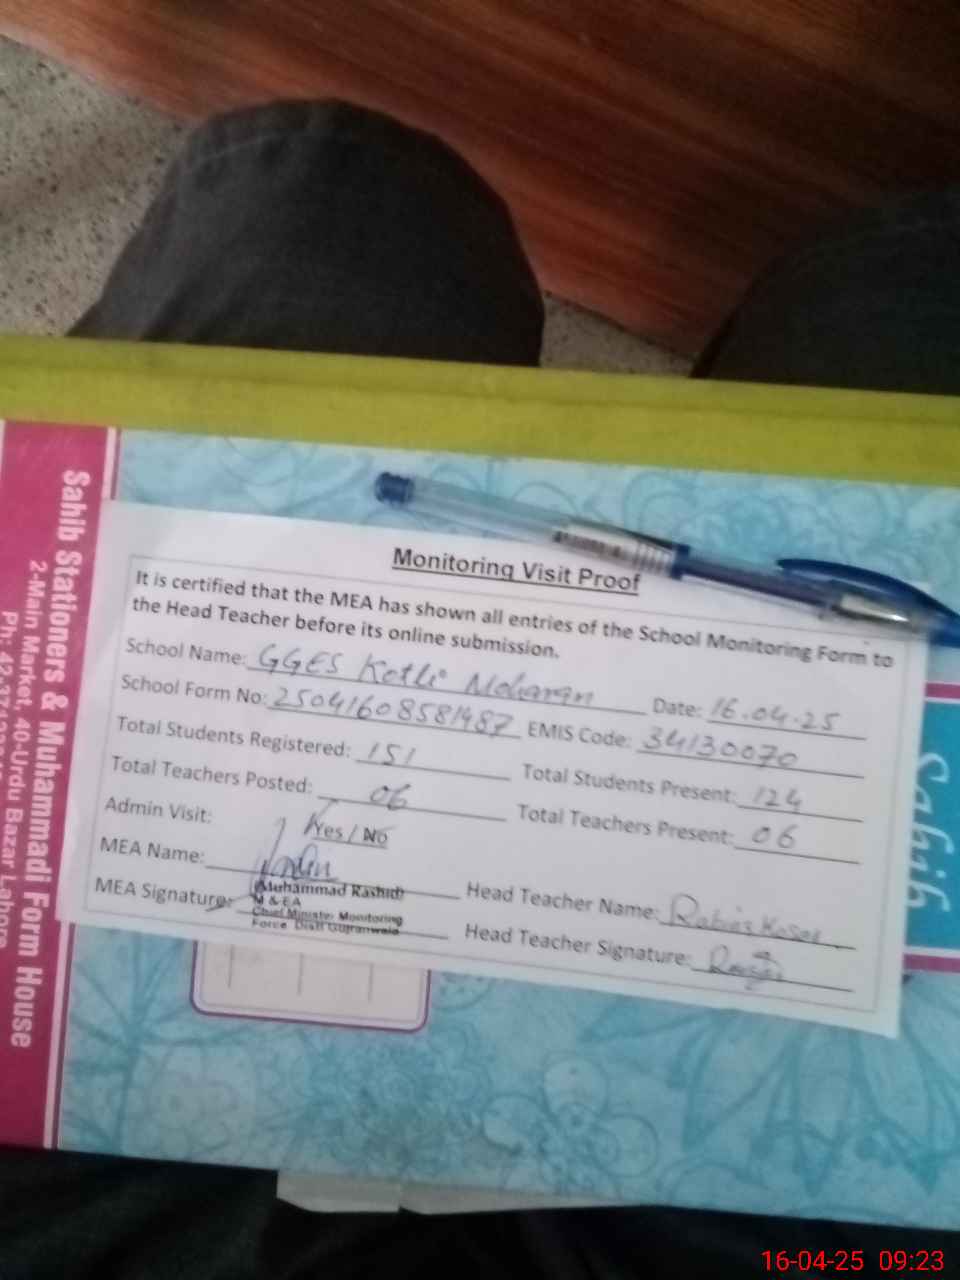 Monitoring Visit Proof
It is certified that the MEA has shown all entries of the School Monitoring Form to
the Head Teacher before its online submission.
School Name: GGES Kotli Noharan Date: 16.04.25
School Form No: 25041608581487 EMIS Code: 34130070
Total Students Registered: 151 Total Students Present: 124
Total Teachers Posted: 06 Total Teachers Present: 06
Admin Visit: Yes / No
MEA Name: Head Teacher Name: Rabia Kosar
MEA Signature: Head Teacher Signature:
(Muhammad Rashid)
M & EA
Chief Minister Monitoring
Force Distt Gujranwala
Sahib Stationers & Muhammadi Form House
2-Main Market, 40-Urdu Bazar Lahore
Sahib
16-04-25 09:23